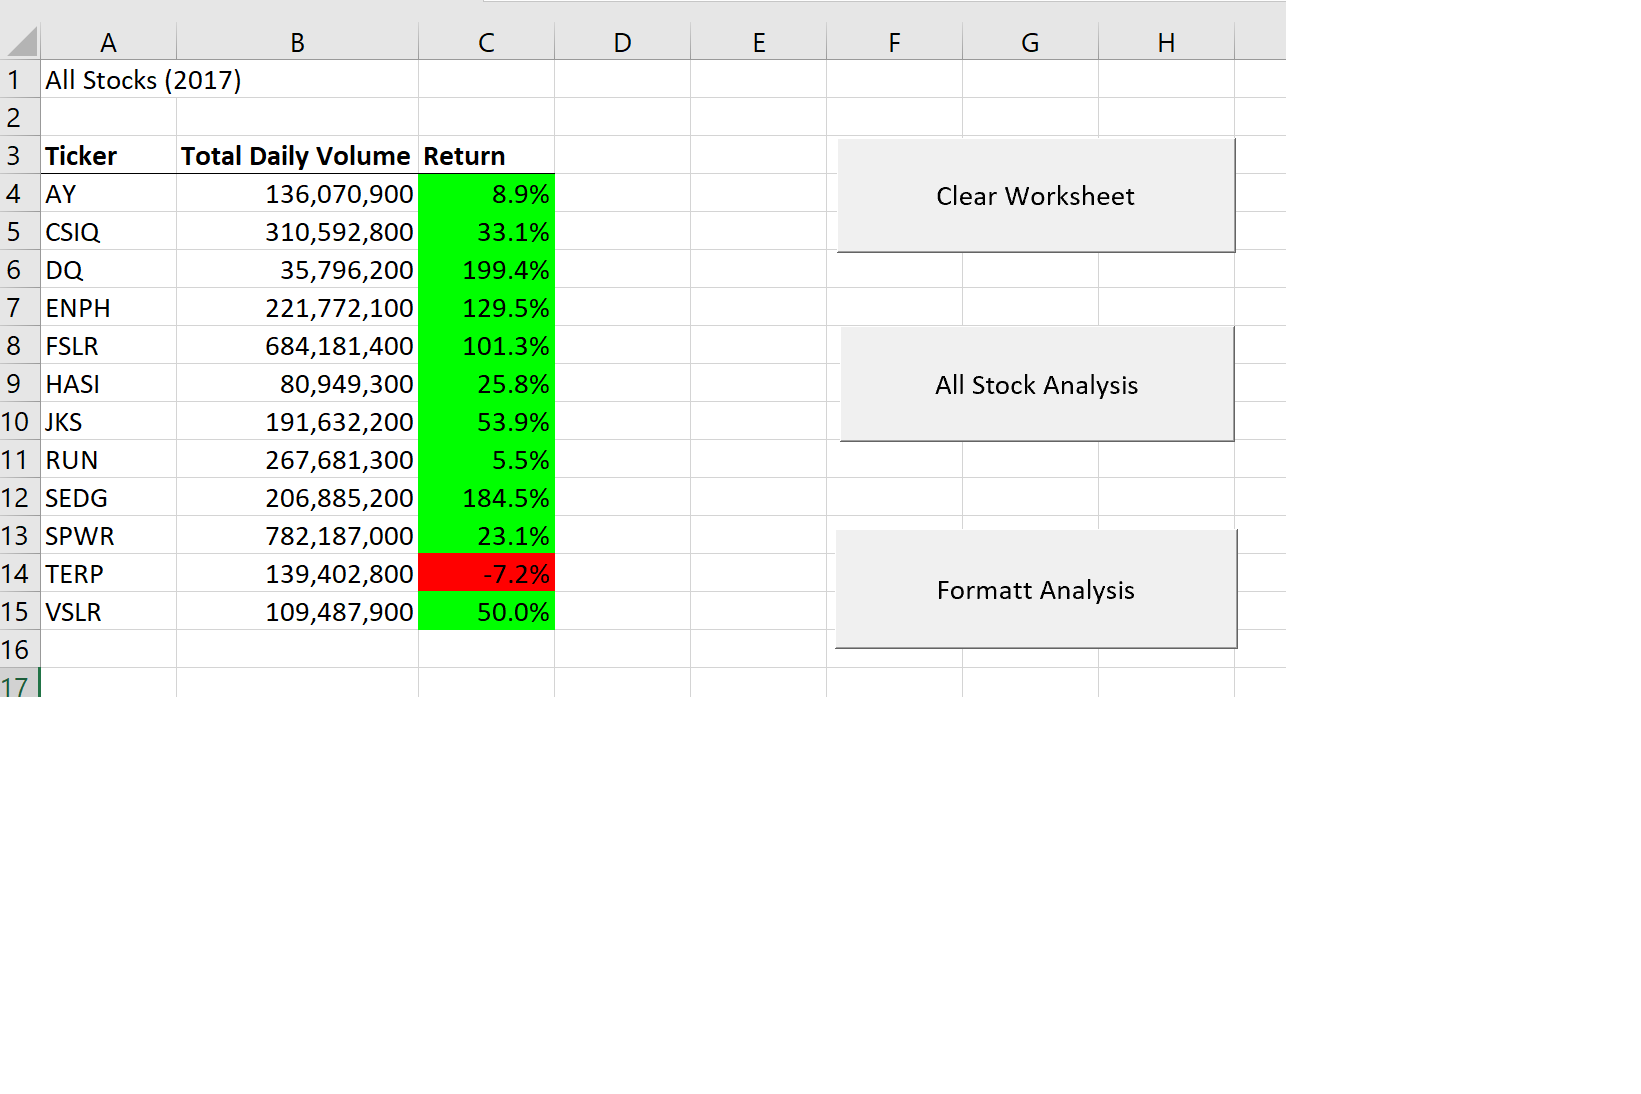 A B C D E F G H
1 All Stocks (2017)
2
3 Ticker Total Daily Volume Return
4 AY 136,070,900 8.9%
5 CSIQ 310,592,800 33.1%
6 DQ 35,796,200 199.4%
7 ENPH 221,772,100 129.5%
8 FSLR 684,181,400 101.3%
9 HASI 80,949,300 25.8%
10 JKS 191,632,200 53.9%
11 RUN 267,681,300 5.5%
12 SEDG 206,885,200 184.5%
13 SPWR 782,187,000 23.1%
14 TERP 139,402,800 -7.2%
15 VSLR 109,487,900 50.0%
16
17
Clear Worksheet
All Stock Analysis
Formatt Analysis